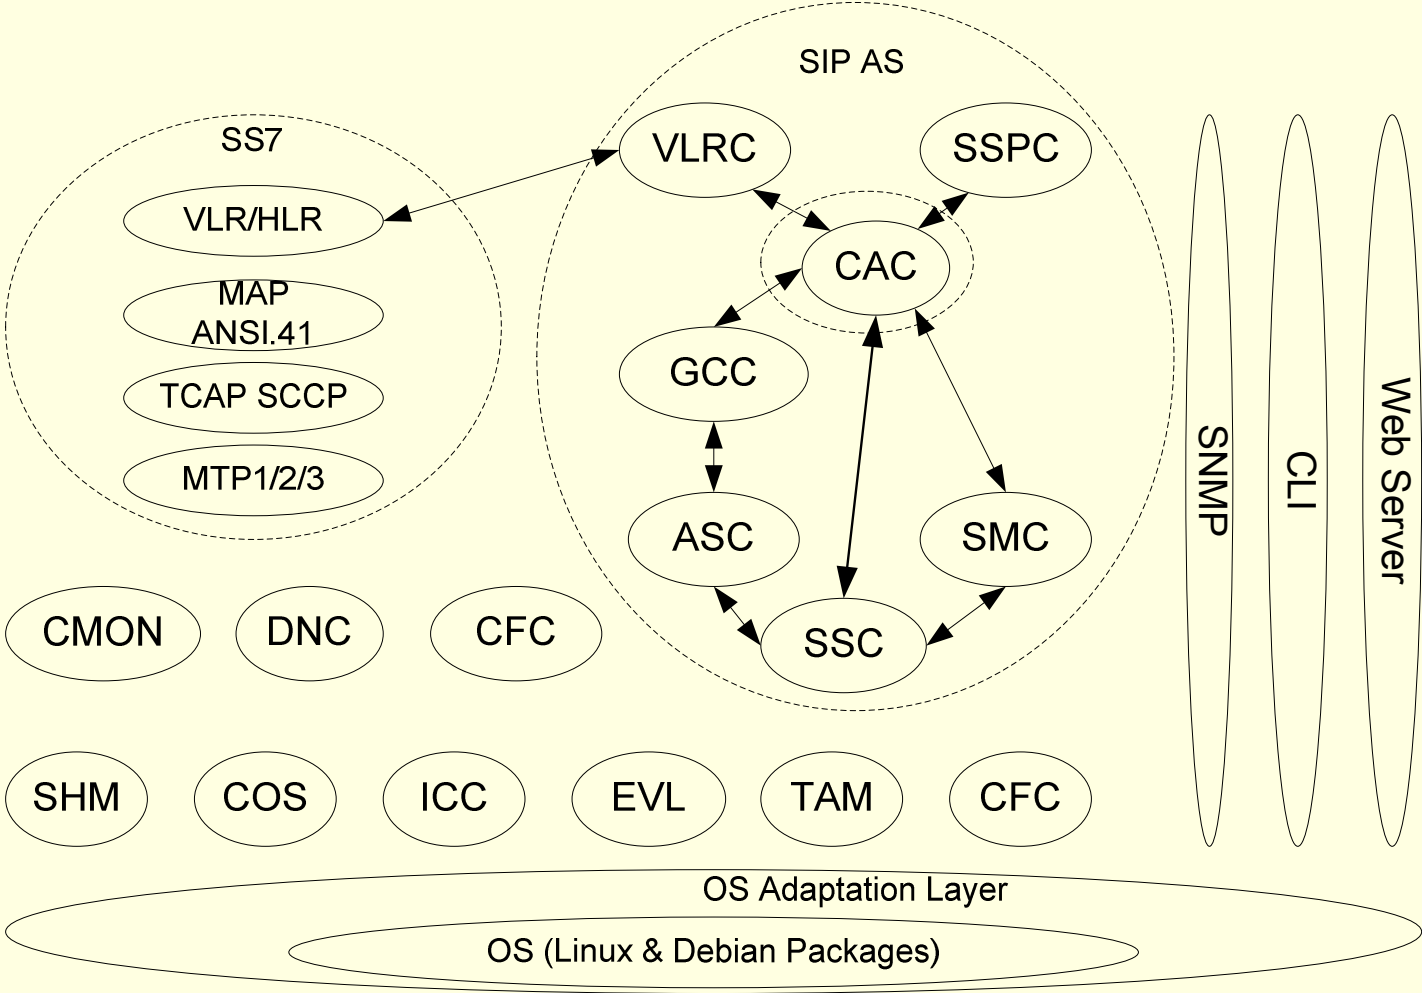 SIP AS
SS7
VLRC
SSPC
VLR/HLR
CAC
MAP
ANSI.41
GCC
TCAP SCCP
MTP1/2/3
ASC
SMC
CMON
DNC
CFC
SSC
SHM
COS
ICC
EVL
TAM
CFC
SNMP
CLI
Web Server
OS Adaptation Layer
OS (Linux & Debian Packages)